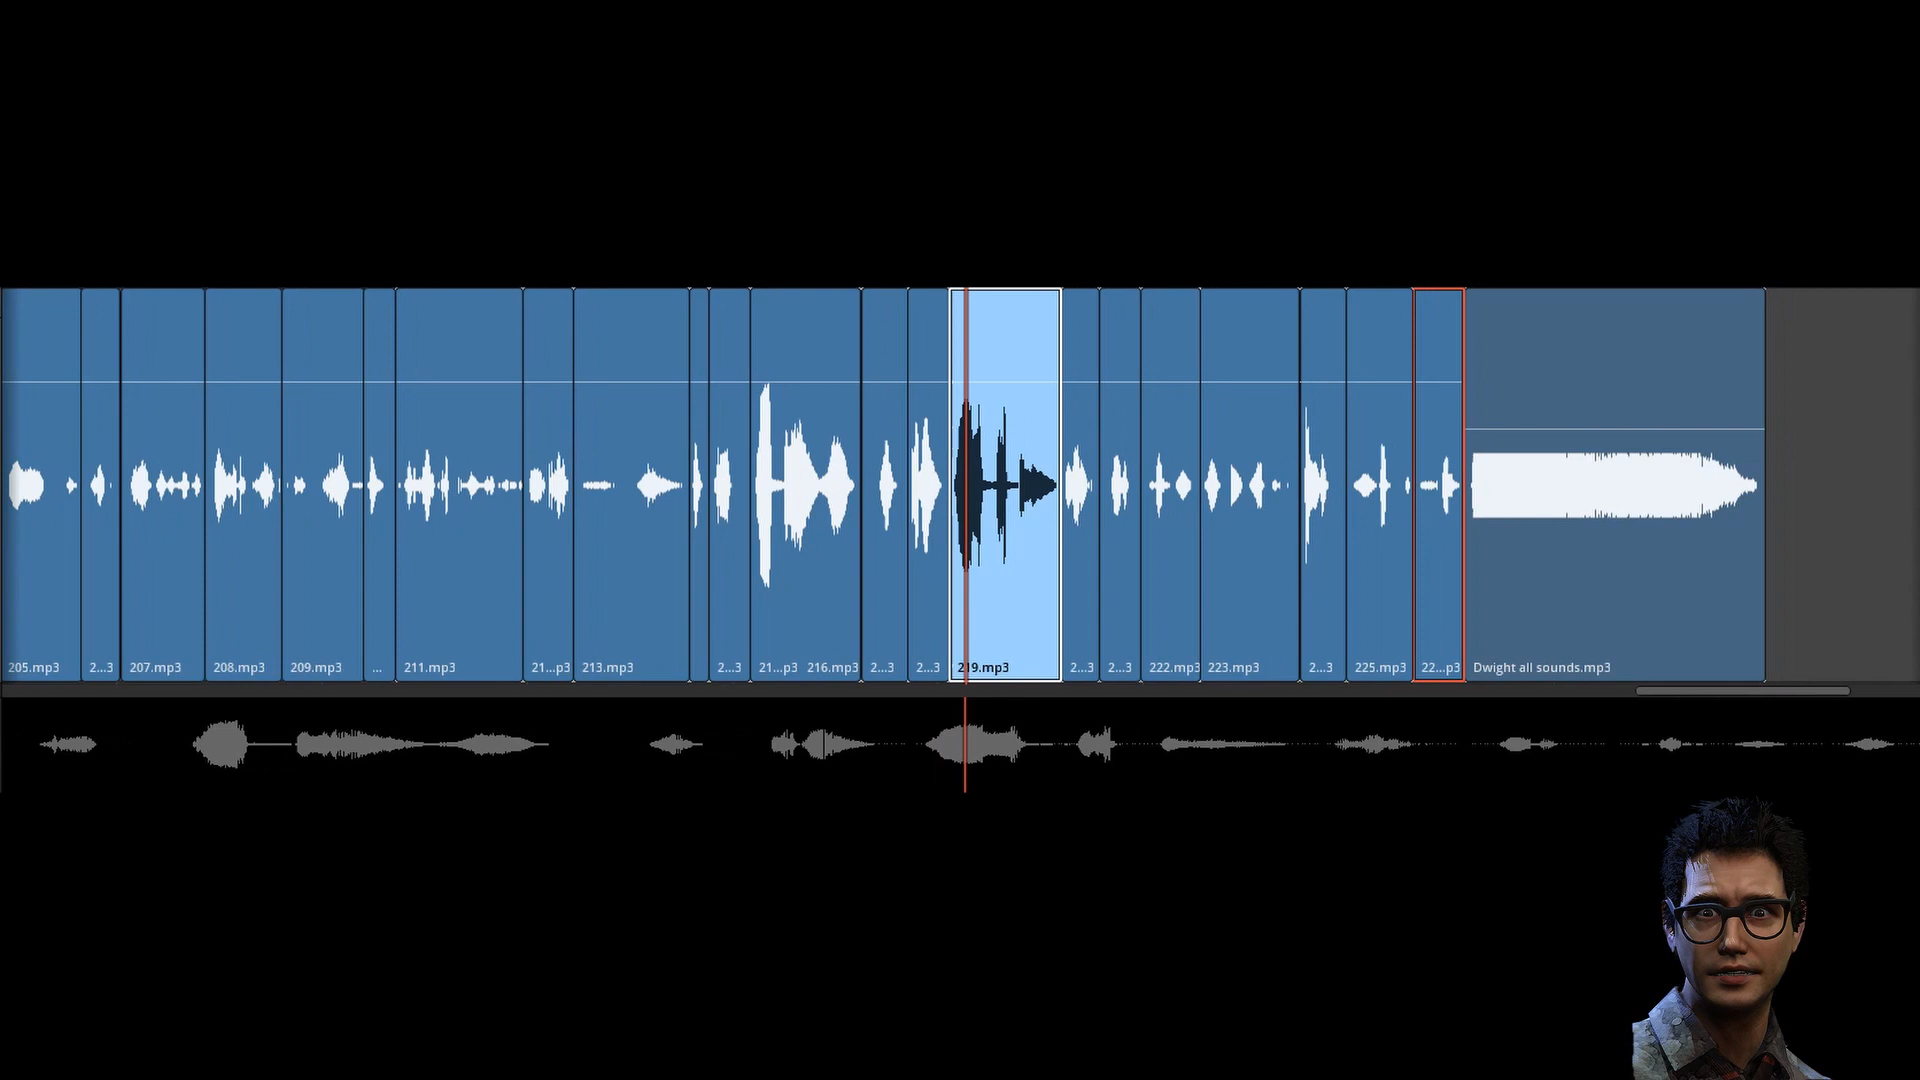 205.mp3
2...3
207.mp3
208.mp3
209.mp3
...
211.mp3
21...p3
213.mp3
2...3
21...p3
216.mp3
2...3
2...3
219.mp3
2...3
2...3
222.mp3
223.mp3
2...3
225.mp3
22...p3
Dwight all sounds.mp3